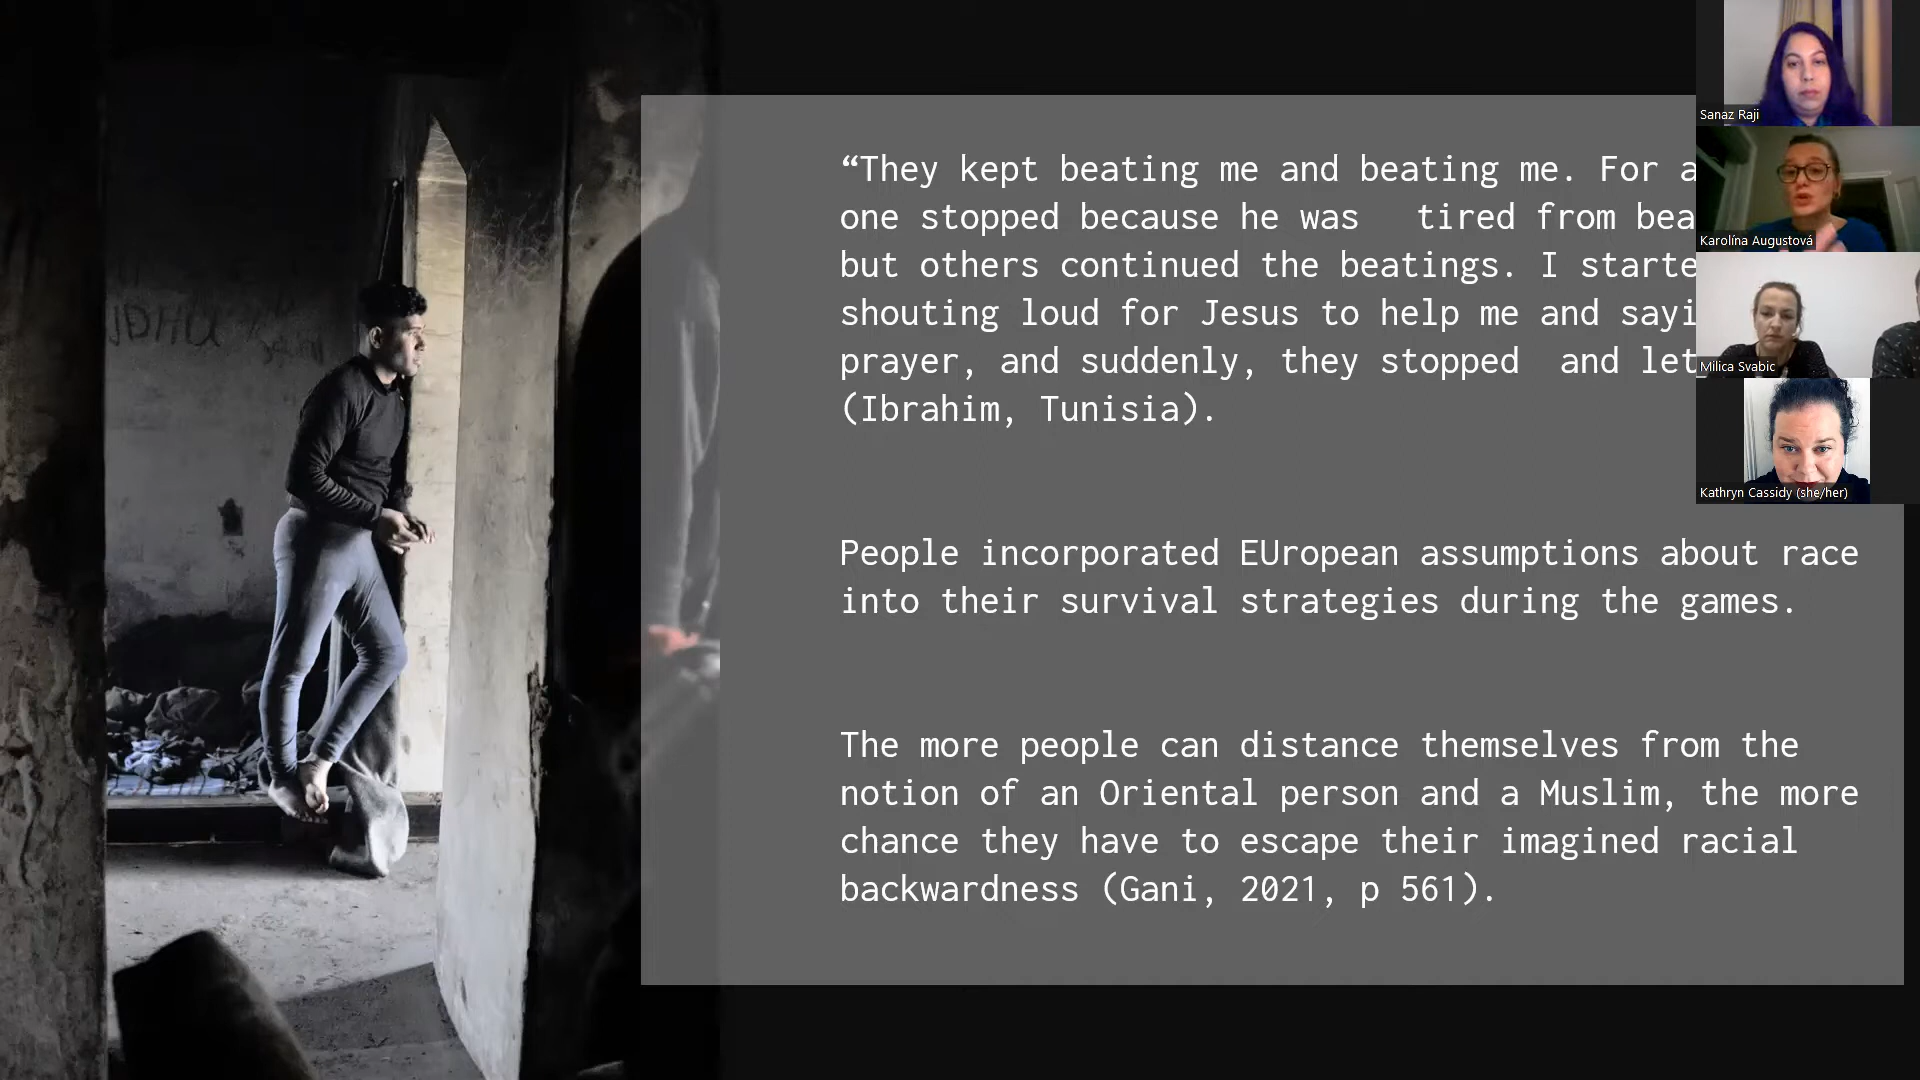 “They kept beating me and beating me. For a
one stopped because he was tired from bea
but others continued the beatings. I starte
shouting loud for Jesus to help me and sayi
prayer, and suddenly, they stopped and let
(Ibrahim, Tunisia).
People incorporated EUropean assumptions about race
into their survival strategies during the games.
The more people can distance themselves from the
notion of an Oriental person and a Muslim, the more
chance they have to escape their imagined racial
backwardness (Gani, 2021, p 561).
Sanaz Raji
Karolína Augustová
Milica Svabic
Kathryn Cassidy (she/her)